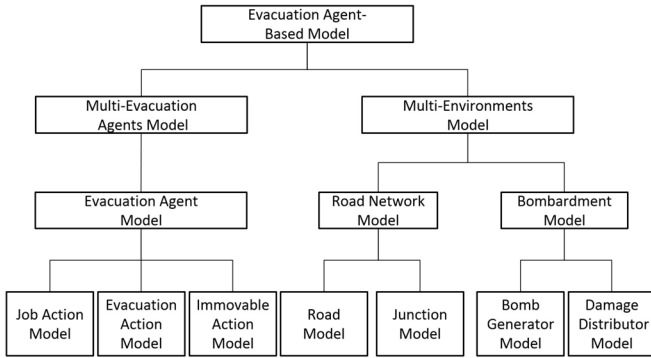 Evacuation Agent-
Based Model
Multi-Evacuation
Agents Model
Multi-Environments
Model
Evacuation Agent
Model
Road Network
Model
Bombardment
Model
Job Action
Model
Evacuation
Action
Model
Immovable
Action
Model
Road
Model
Junction
Model
Bomb
Generator
Model
Damage
Distributor
Model